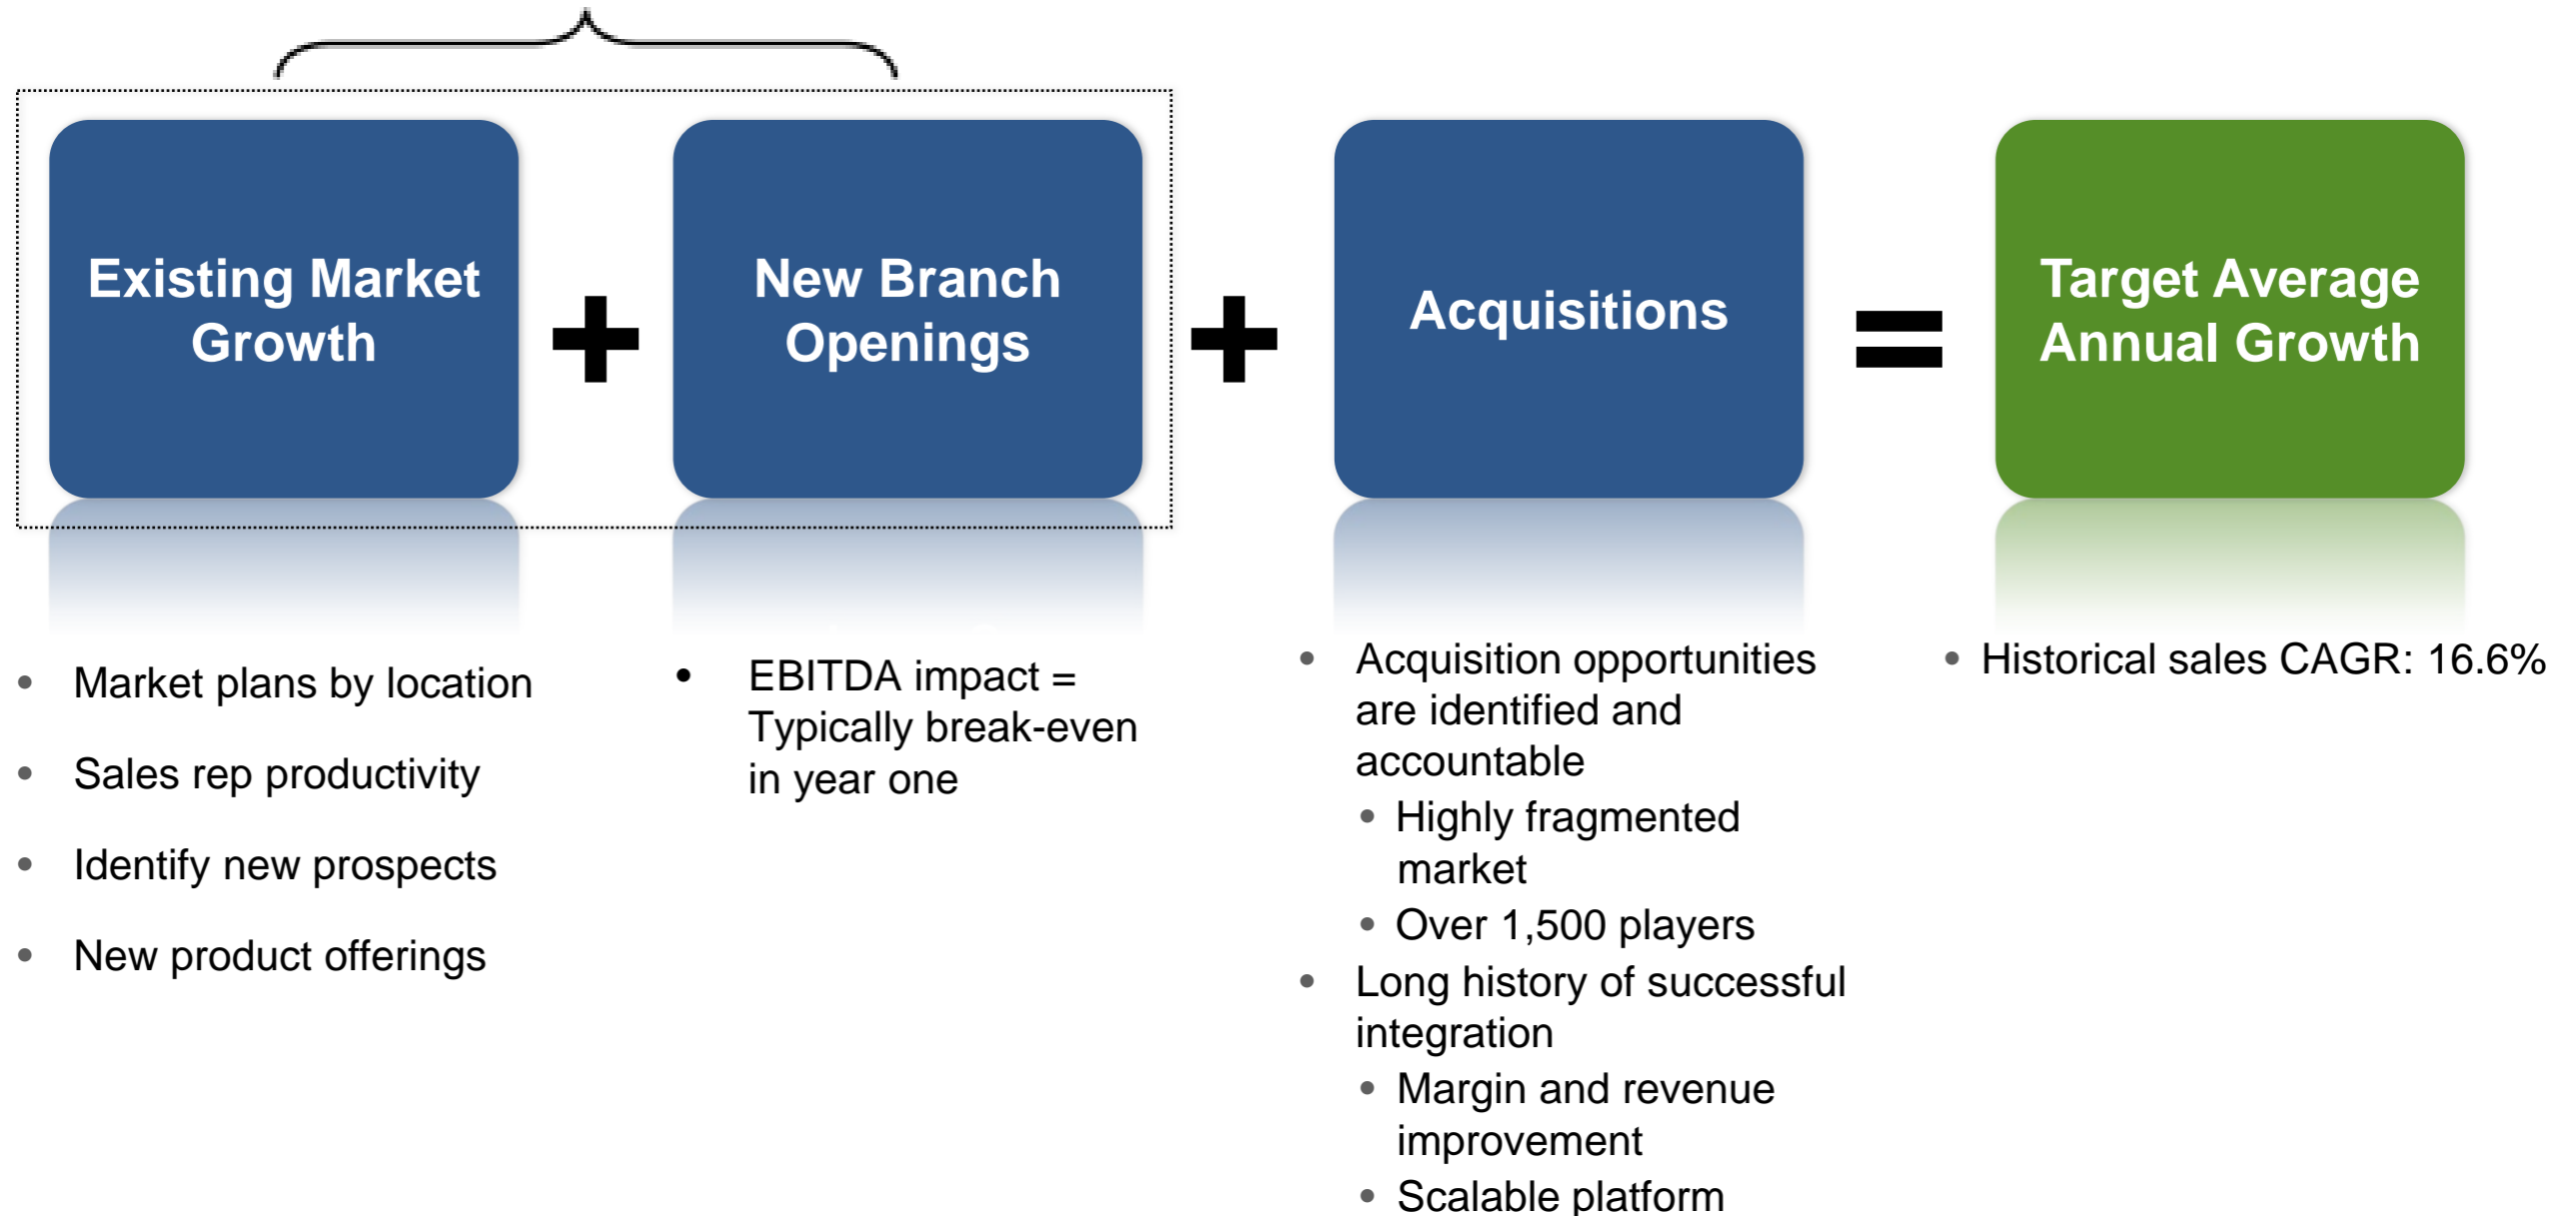 Existing Market
Growth
+
New Branch
Openings
+
Acquisitions
=
Target Average
Annual Growth
• Market plans by location
• Sales rep productivity
• Identify new prospects
• New product offerings
• EBITDA impact =
Typically break-even
in year one
• Acquisition opportunities
are identified and
accountable
• Highly fragmented
market
• Over 1,500 players
• Long history of successful
integration
• Margin and revenue
improvement
• Scalable platform
• Historical sales CAGR: 16.6%